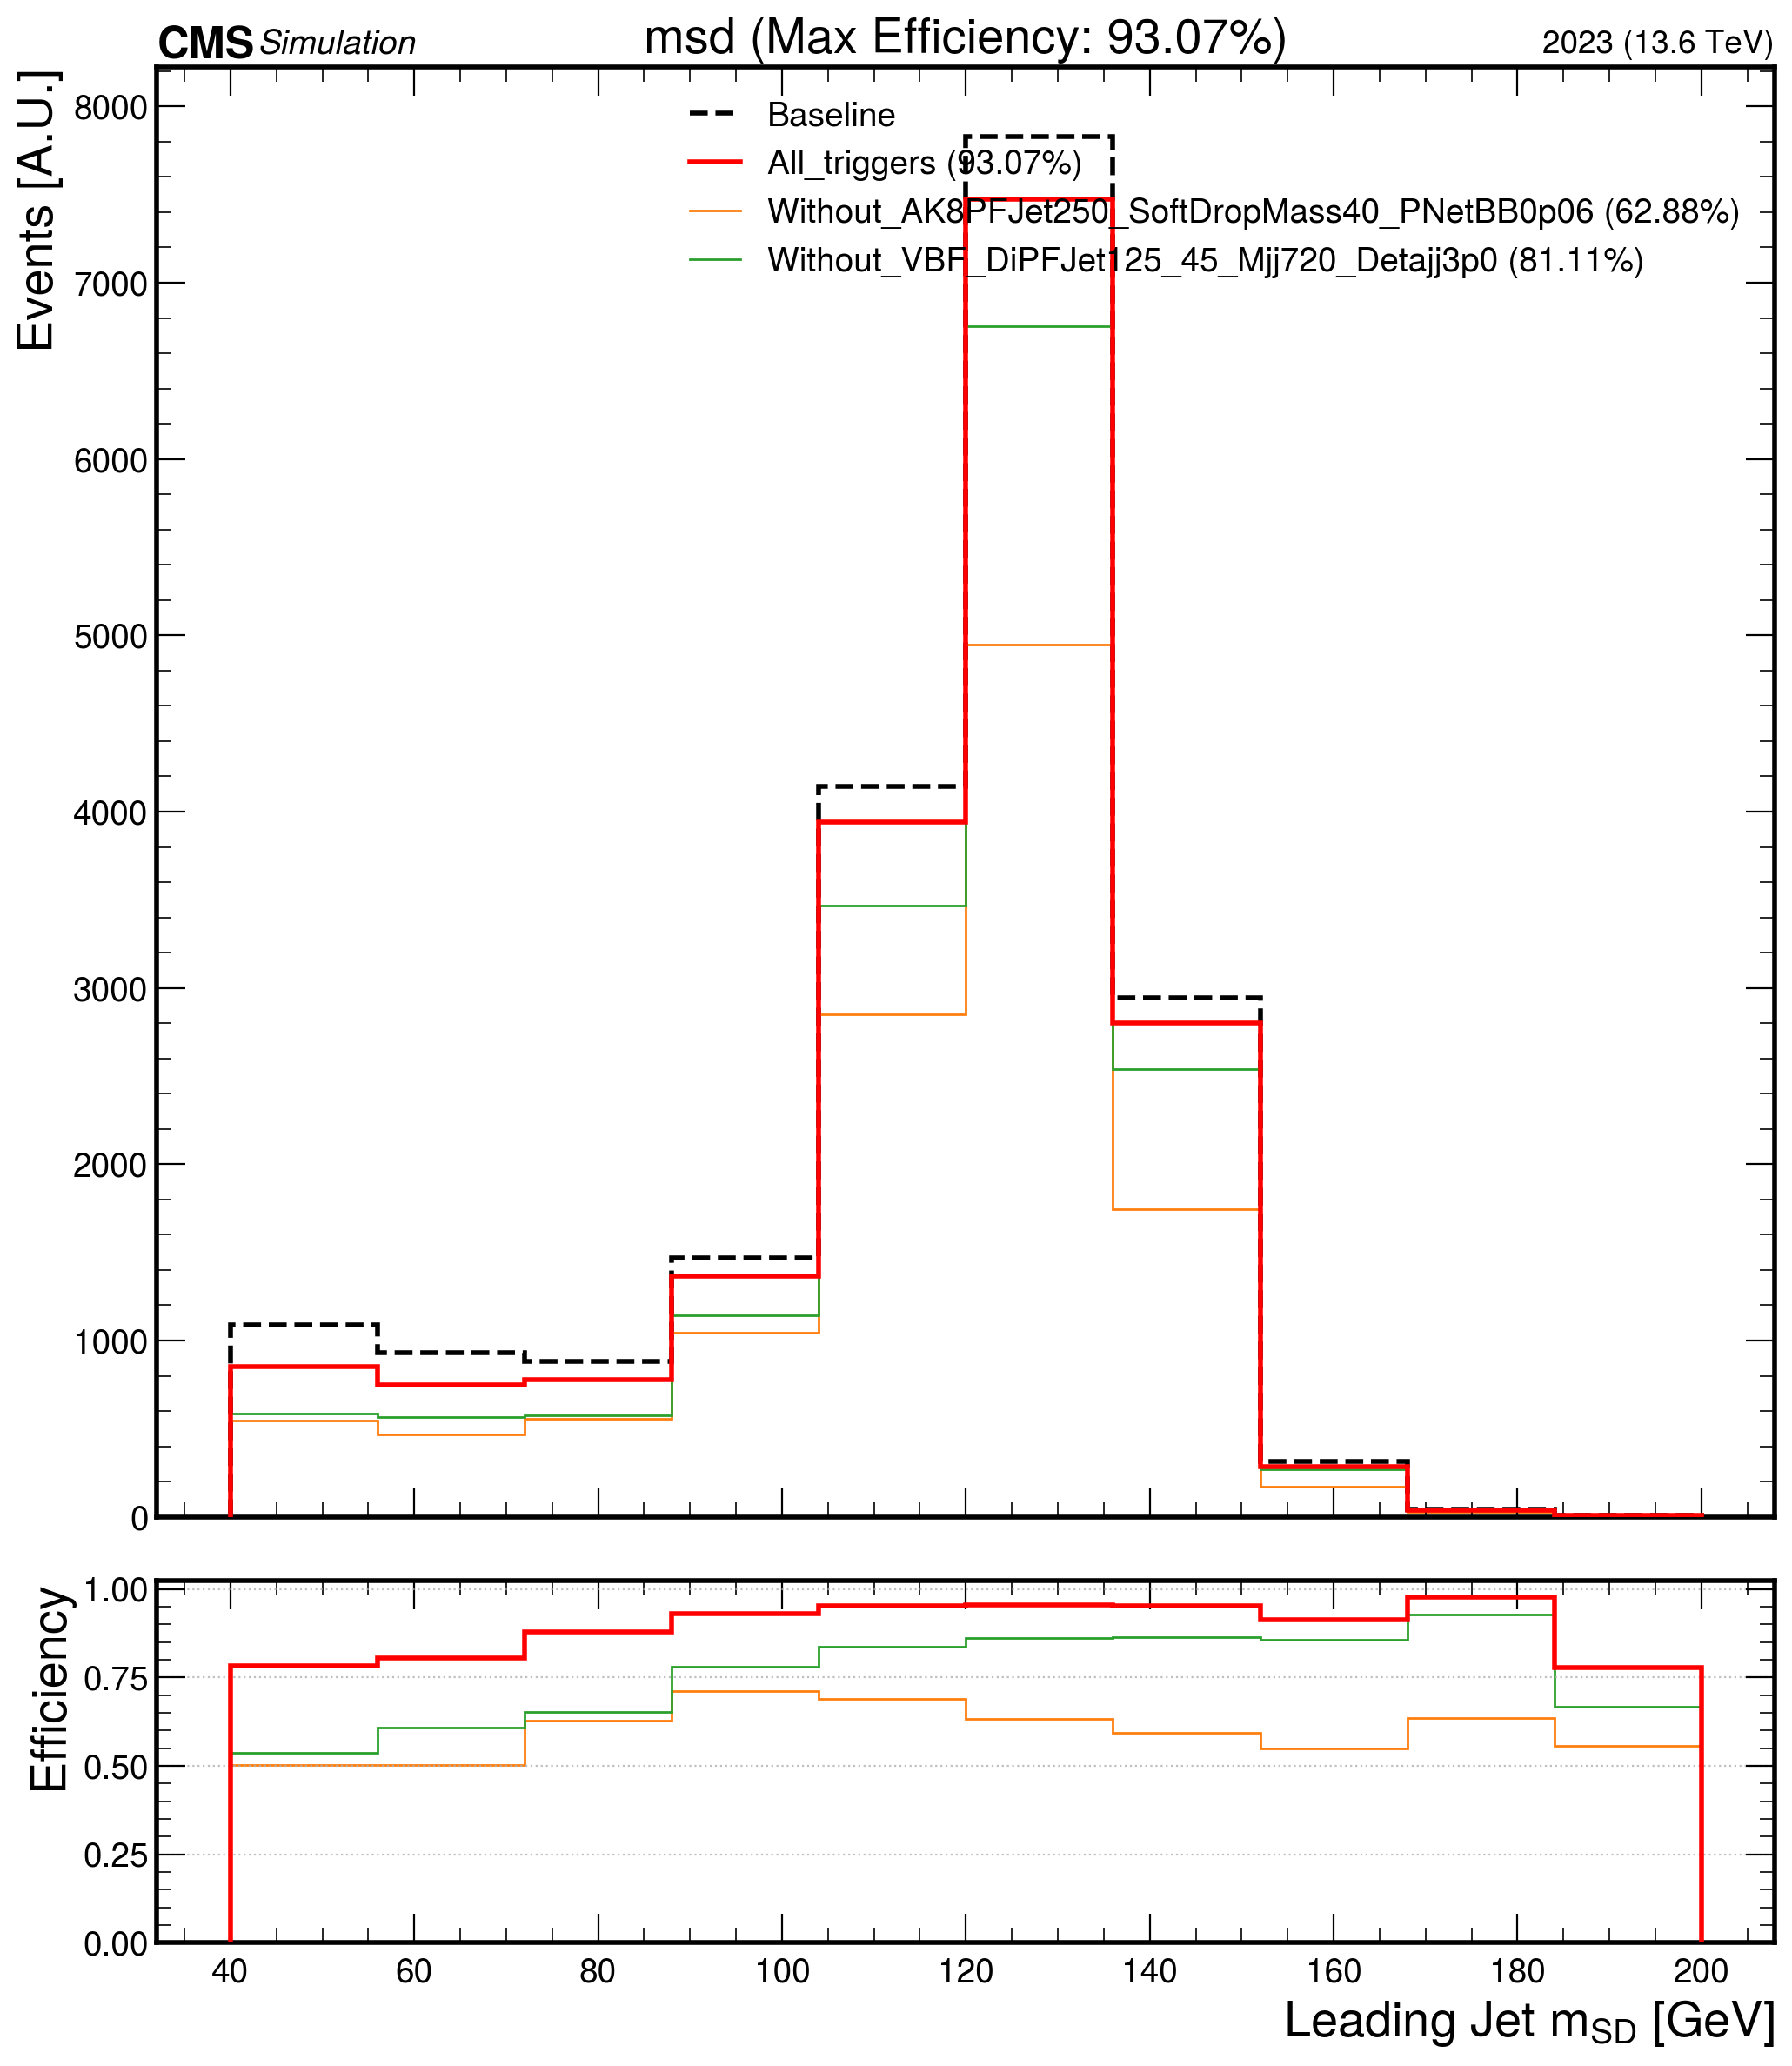 CMS Simulation msd (Max Efficiency: 93.07%) 2023 (13.6 TeV)
Events [A.U.]
Baseline
All_triggers (93.07%)
Without_AK8PFJet250_SoftDropMass40_PNetBB0p06 (62.88%)
Without_VBF_DiPFJet125_45_Mjj720_Detajj3p0 (81.11%)
8000
7000
6000
5000
4000
3000
2000
1000
0
Efficiency
1.00
0.75
0.50
0.25
0.00
40 60 80 100 120 140 160 180 200
Leading Jet mSD [GeV]